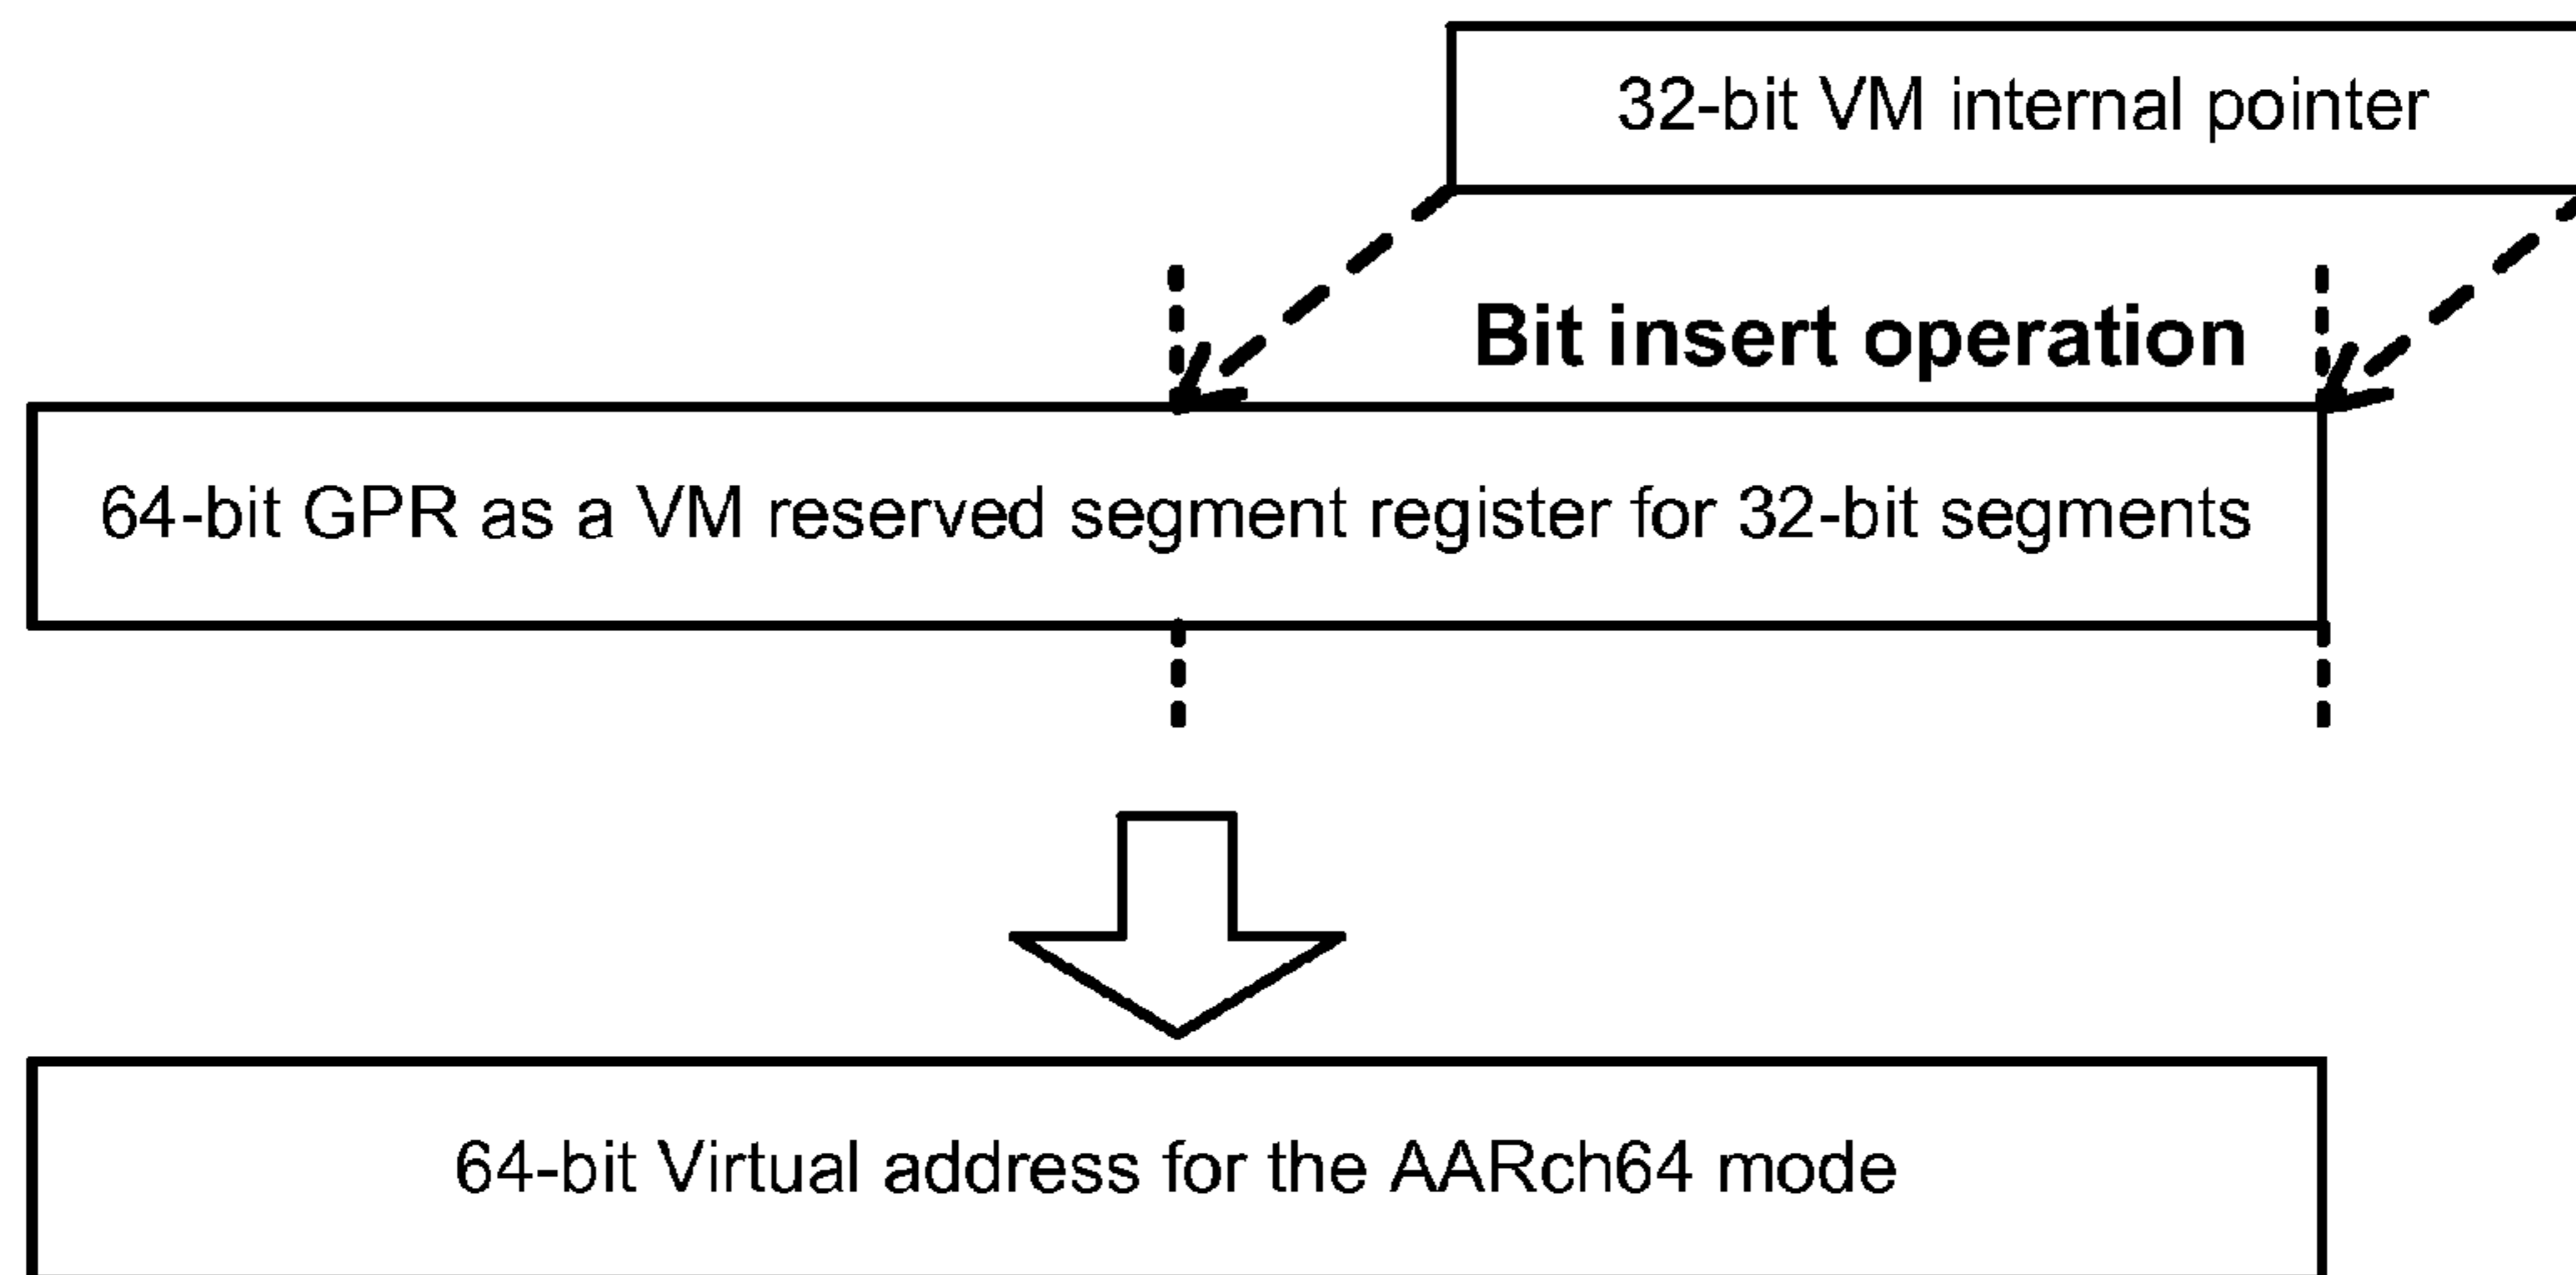 32-bit VM internal pointer
Bit insert operation
64-bit GPR as a VM reserved segment register for 32-bit segments
64-bit Virtual address for the AARch64 mode